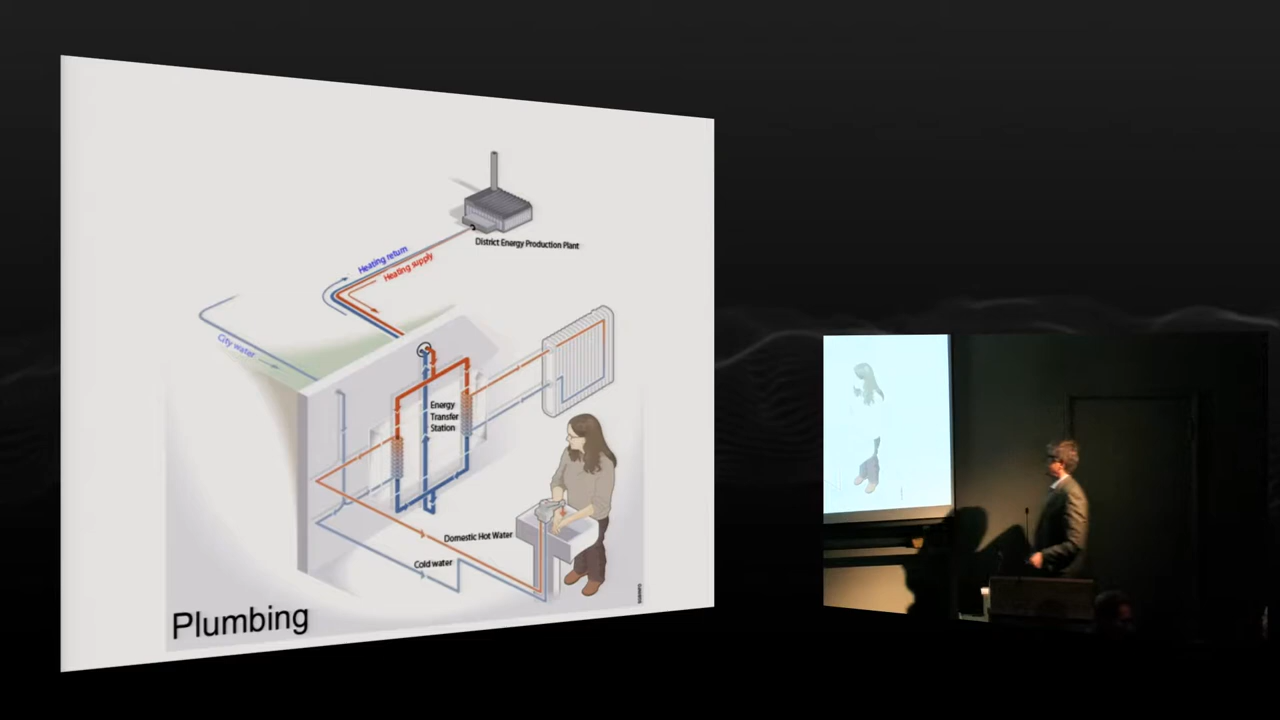 District Energy Production Plant
Heating return
Heating supply
City water
Energy
Transfer
Station
Domestic Hot Water
Cold water
Plumbing